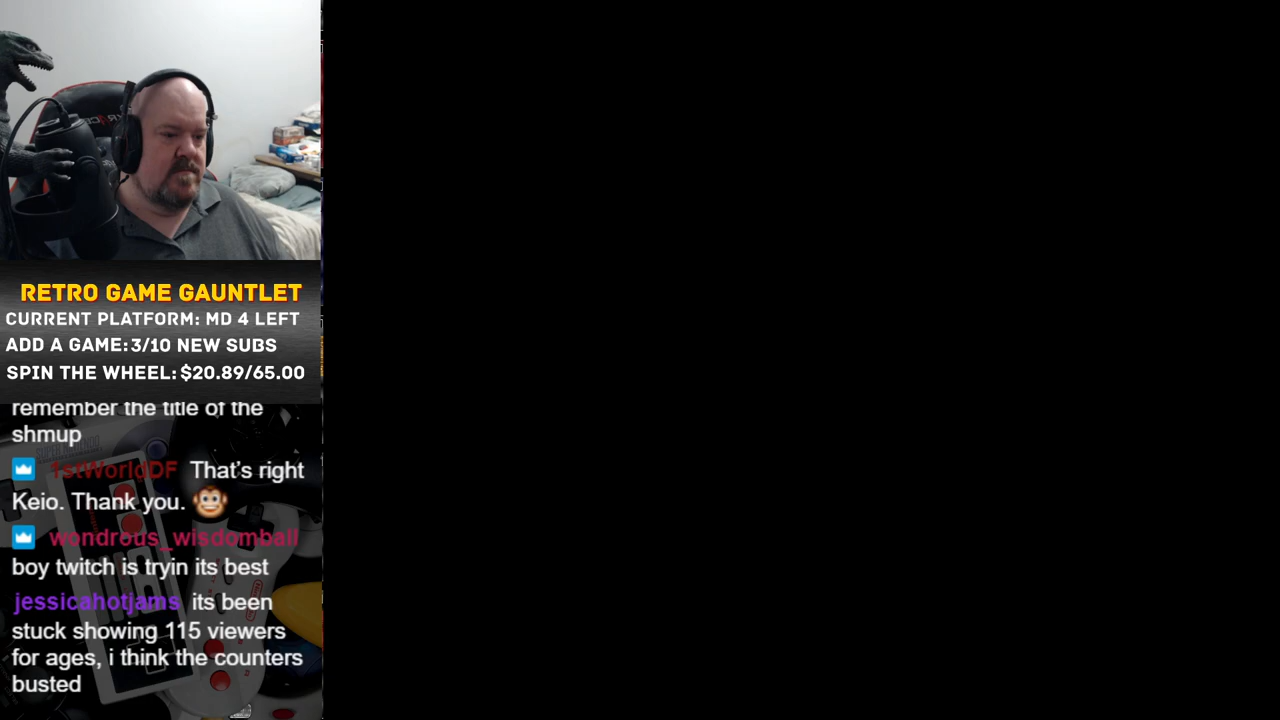 RETRO GAME GAUNTLET
CURRENT PLATFORM: MD 4 LEFT
ADD A GAME: 3/10 NEW SUBS
SPIN THE WHEEL: $20.89/65.00
remember the title of the
shmup
1stWorldDF That's right
Keio. Thank you.
wondrous_wisdomball
boy twitch is tryin its best
jessicahotjams its been
stuck showing 115 viewers
for ages, i think the counters
busted